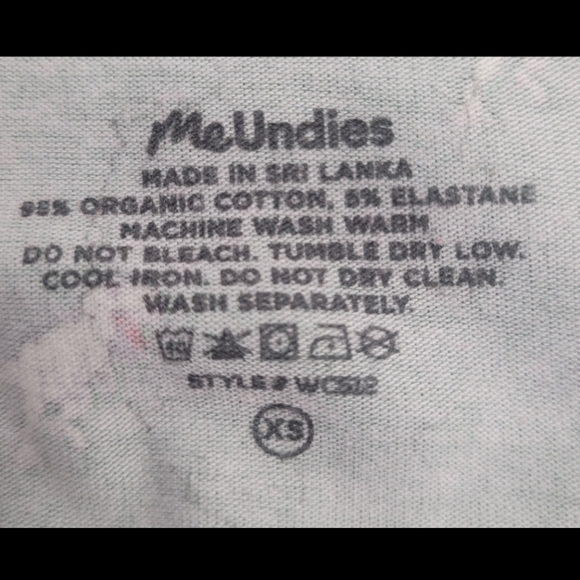 MeUndies
MADE IN SRI LANKA
95% ORGANIC COTTON, 5% ELASTANE
MACHINE WASH WARM
DO NOT BLEACH. TUMBLE DRY LOW.
COOL IRON. DO NOT DRY CLEAN.
WASH SEPARATELY.
STYLE #
XS